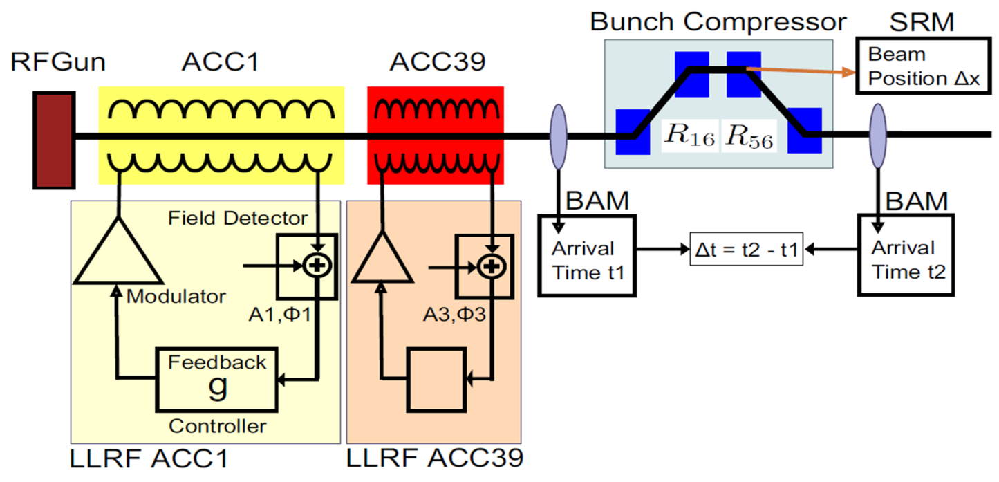 Bunch Compressor
SRM
RFGun
ACC1
ACC39
Beam
Position Δx
R16
R56
BAM
BAM
Field Detector
Arrival
Time t1
Δt = t2 - t1
Arrival
Time t2
Modulator
A1,Φ1
A3,Φ3
Feedback
g
Controller
LLRF ACC1
LLRF ACC39